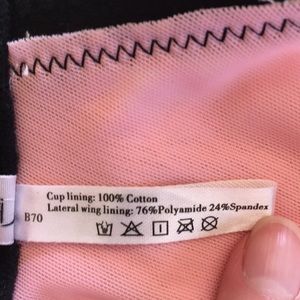 Cup lining: 100% Cotton
B70
Lateral wing lining: 76%Polyamide 24%Spandex